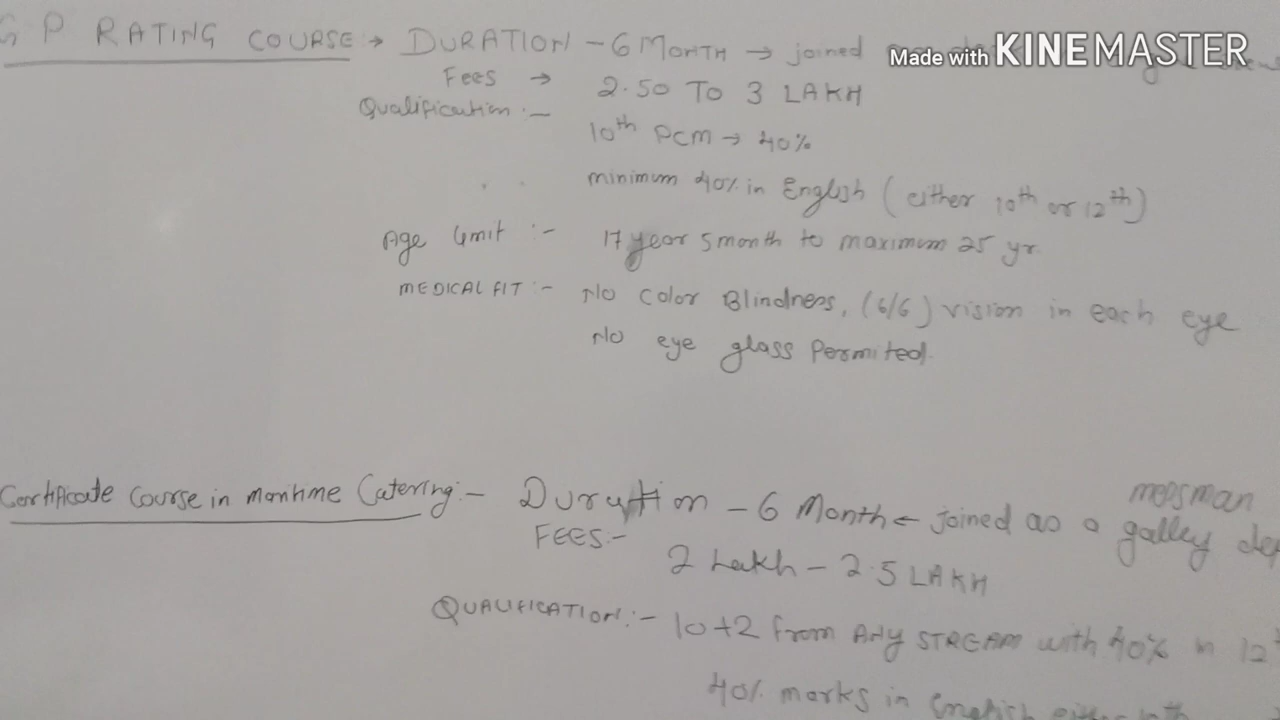 G P RATING COURSE → DURATION - 6 MONTH → joined
Made with KINEMASTER
Fees → 2.50 TO 3 LAKH
Qualification :-
10th PCM → 40%
minimum 40% in English ( either 10th or 12th )
Age limit :- 17 year 5 month to maximum 25 yr
MEDICAL FIT :- No Color Blindness, (6/6) vision in each eye
No eye glass Permited.
messman
Certificate Course in maritime Catering :- Duration - 6 Month ← joined as a galley dep
FEES :-
2 Lakh - 2.5 LAKH
QUALIFICATION :- 10+2 from ANY STREAM with 40% in 12
40% marks in English either